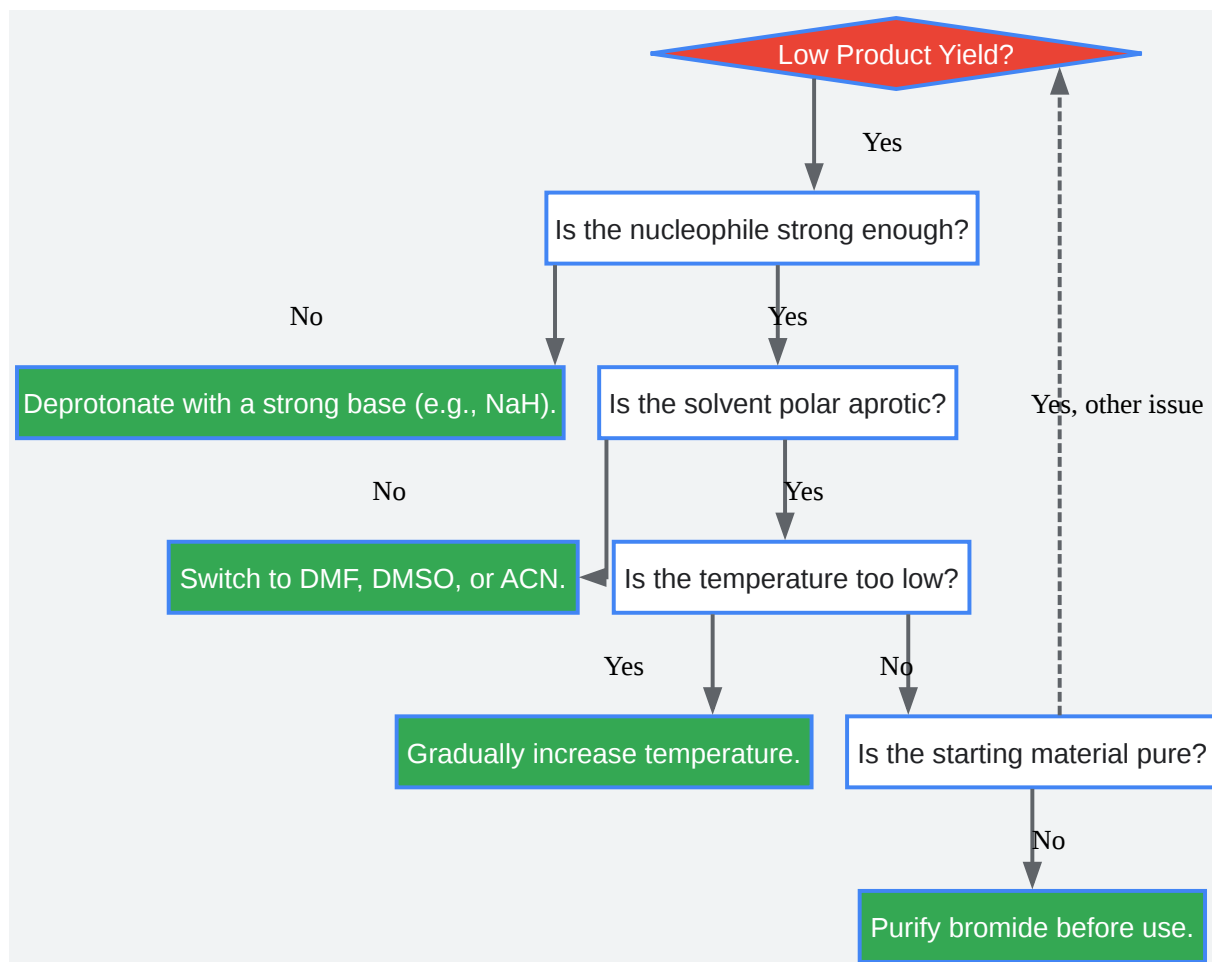 Low Product Yield?
Yes
Is the nucleophile strong enough?
No
Yes
Deprotonate with a strong base (e.g., NaH).
Is the solvent polar aprotic?
Yes, other issue
No
Yes
Switch to DMF, DMSO, or ACN.
Is the temperature too low?
Yes
No
Gradually increase temperature.
Is the starting material pure?
No
Purify bromide before use.